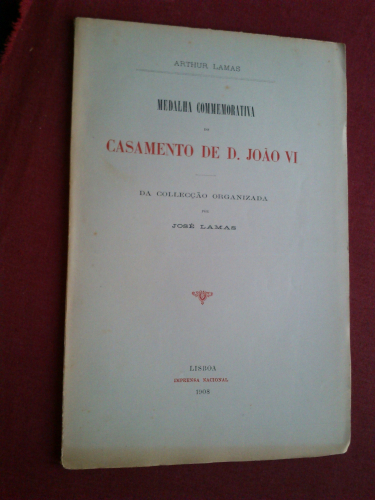 ARTHUR LAMAS
MEDALHA COMMEMORATIVA
DO
CASAMENTO DE D. JOÃO VI
DA COLLECÇÃO ORGANIZADA
POR
JOSÉ LAMAS
LISBOA
IMPRENSA NACIONAL
1908